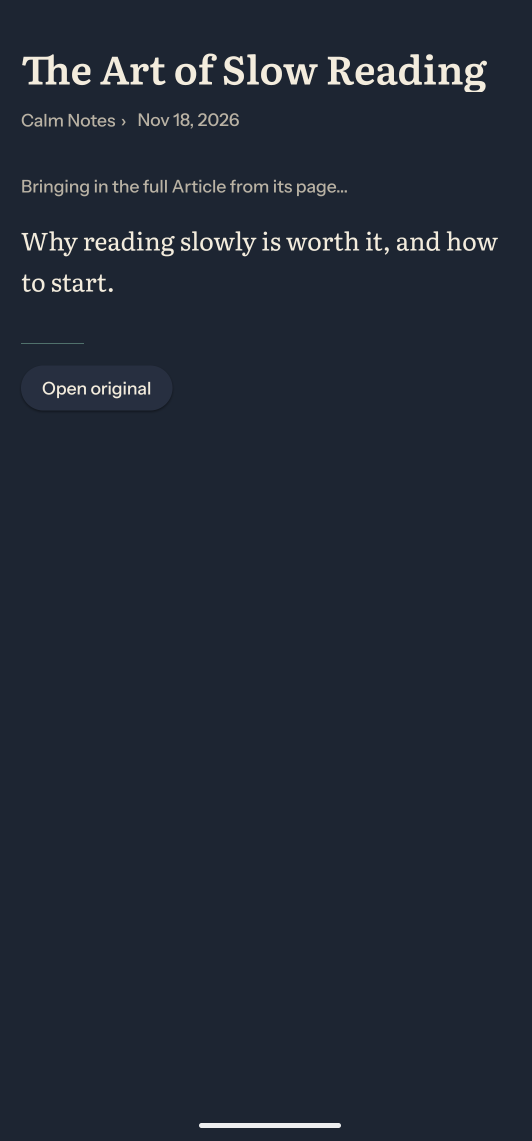 The Art of Slow Reading
Calm Notes › Nov 18, 2026
Bringing in the full Article from its page...
Why reading slowly is worth it, and how
to start.
Open original